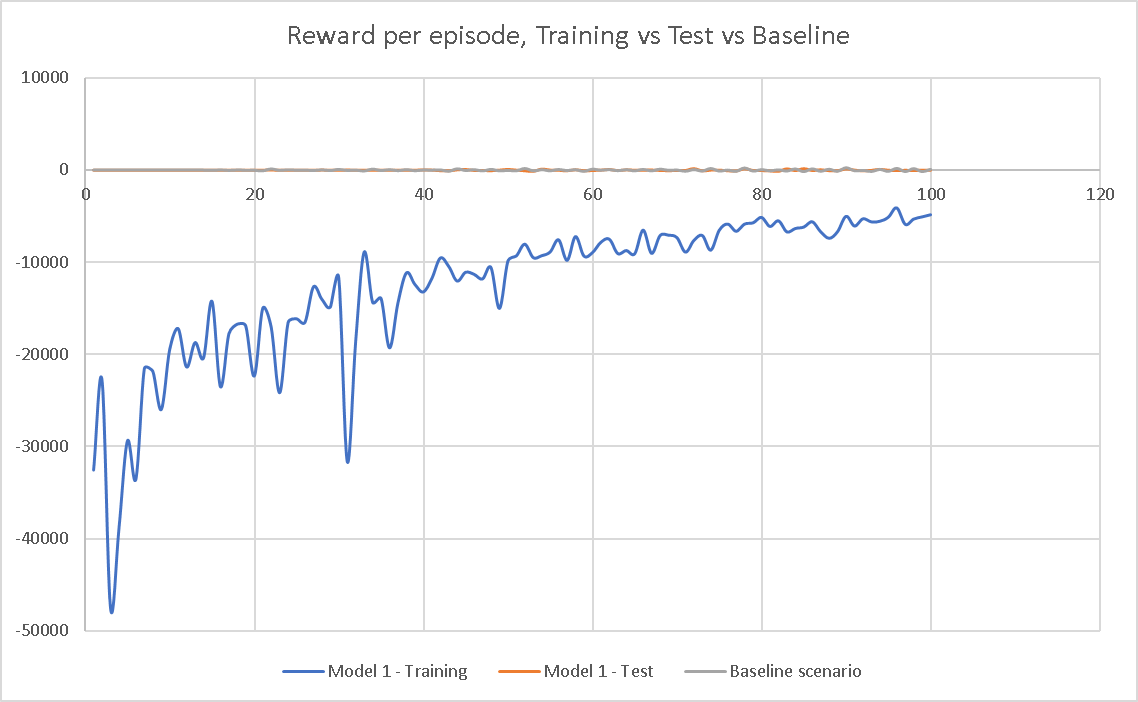 Reward per episode, Training vs Test vs Baseline
10000
0
0 20 40 60 80 100 120
-10000
-20000
-30000
-40000
-50000
Model 1 - Training Model 1 - Test Baseline scenario